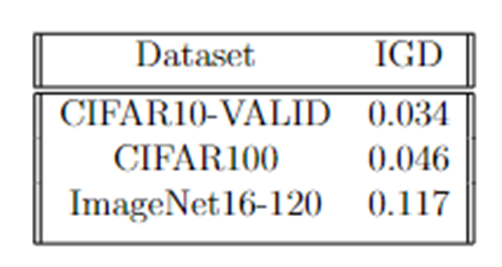 Dataset IGD
CIFAR10-VALID 0.034
CIFAR100 0.046
ImageNet16-120 0.117